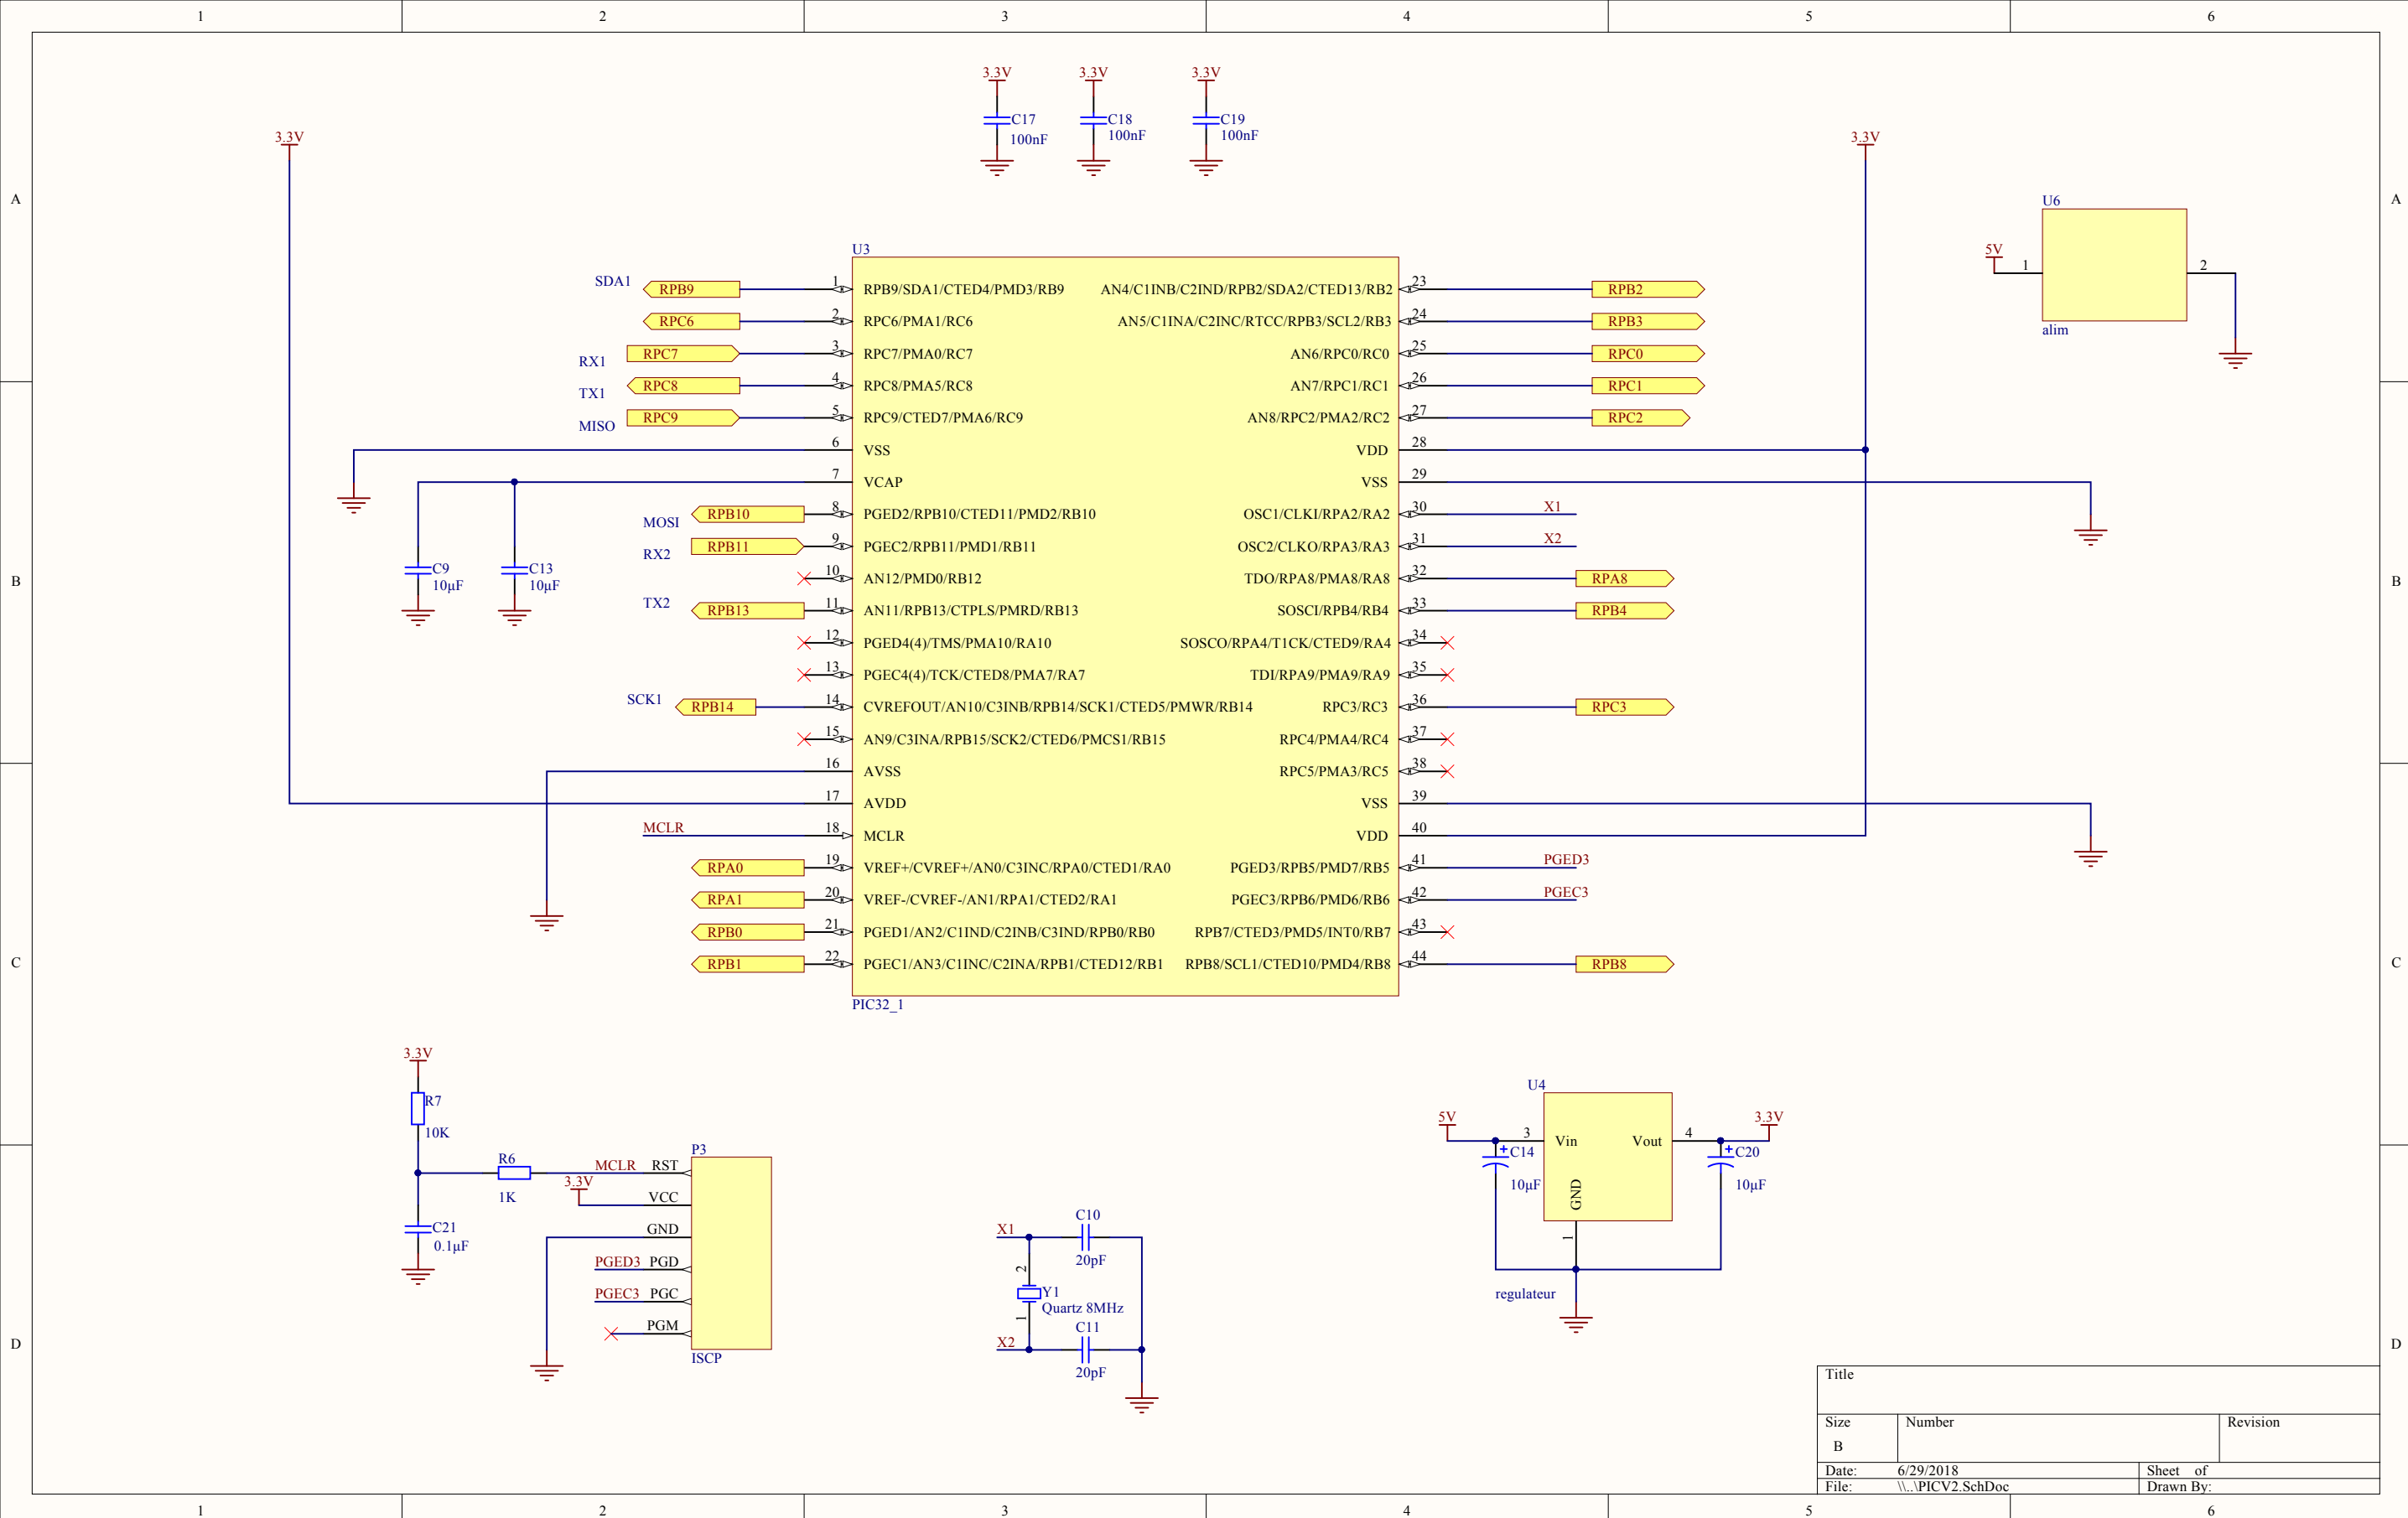 1 2 3 4 5 6
A A
B B
C C
D D
3.3V 3.3V 3.3V
C17 C18 C19
100nF 100nF 100nF
3.3V 3.3V
U6
5V 1 2
alim
U3
SDA1 RPB9 1 RPB9/SDA1/CTED4/PMD3/RB9 AN4/C1INB/C2IND/RPB2/SDA2/CTED13/RB2 23 RPB2
RPC6 2 RPC6/PMA1/RC6 AN5/C1INA/C2INC/RTCC/RPB3/SCL2/RB3 24 RPB3
RX1 RPC7 3 RPC7/PMA0/RC7 AN6/RPC0/RC0 25 RPC0
TX1 RPC8 4 RPC8/PMA5/RC8 AN7/RPC1/RC1 26 RPC1
MISO RPC9 5 RPC9/CTED7/PMA6/RC9 AN8/RPC2/PMA2/RC2 27 RPC2
6 VSS VDD 28
7 VCAP VSS 29
MOSI RPB10 8 PGED2/RPB10/CTED11/PMD2/RB10 OSC1/CLKI/RPA2/RA2 30 X1
RX2 RPB11 9 PGEC2/RPB11/PMD1/RB11 OSC2/CLKO/RPA3/RA3 31 X2
10 AN12/PMD0/RB12 TDO/RPA8/PMA8/RA8 32 RPA8
TX2 RPB13 11 AN11/RPB13/CTPLS/PMRD/RB13 SOSCI/RPB4/RB4 33 RPB4
12 PGED4(4)/TMS/PMA10/RA10 SOSCO/RPA4/T1CK/CTED9/RA4 34
13 PGEC4(4)/TCK/CTED8/PMA7/RA7 TDI/RPA9/PMA9/RA9 35
SCK1 RPB14 14 CVREFOUT/AN10/C3INB/RPB14/SCK1/CTED5/PMWR/RB14 RPC3/RC3 36 RPC3
15 AN9/C3INA/RPB15/SCK2/CTED6/PMCS1/RB15 RPC4/PMA4/RC4 37
16 AVSS RPC5/PMA3/RC5 38
17 AVDD VSS 39
MCLR 18 MCLR VDD 40
RPA0 19 VREF+/CVREF+/AN0/C3INC/RPA0/CTED1/RA0 PGED3/RPB5/PMD7/RB5 41 PGED3
RPA1 20 VREF-/CVREF-/AN1/RPA1/CTED2/RA1 PGEC3/RPB6/PMD6/RB6 42 PGEC3
RPB0 21 PGED1/AN2/C1IND/C2INB/C3IND/RPB0/RB0 RPB7/CTED3/PMD5/INT0/RB7 43
RPB1 22 PGEC1/AN3/C1INC/C2INA/RPB1/CTED12/RB1 RPB8/SCL1/CTED10/PMD4/RB8 44 RPB8
PIC32_1
C9 C13
10µF 10µF
3.3V
R7
10K
R6
1K
C21
0.1µF
P3
MCLR RST
3.3V VCC
GND
PGED3 PGD
PGEC3 PGC
PGM
ISCP
X1 C10
20pF
2
Y1
Quartz 8MHz
1
X2 C11
20pF
U4
5V 3 Vin Vout 4 3.3V
+ C14 + C20
10µF 10µF
GND
1
regulateur
Title
Size Number Revision
B
Date: 6/29/2018 Sheet of
File: \\..\PICV2.SchDoc Drawn By:
1 2 3 4 5 6